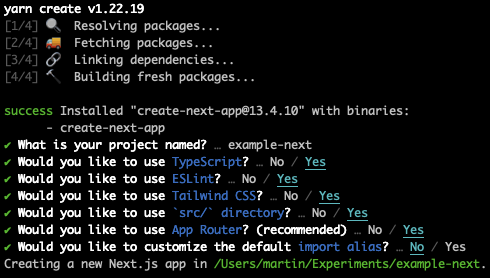 yarn create v1.22.19
[1/4] 🔍 Resolving packages...
[2/4] 🚚 Fetching packages...
[3/4] 🔗 Linking dependencies...
[4/4] 🔨 Building fresh packages...
success Installed "create-next-app@13.4.10" with binaries:
- create-next-app
✔ What is your project named? … example-next
✔ Would you like to use TypeScript? … No / Yes
✔ Would you like to use ESLint? … No / Yes
✔ Would you like to use Tailwind CSS? … No / Yes
✔ Would you like to use `src/` directory? … No / Yes
✔ Would you like to use App Router? (recommended) … No / Yes
✔ Would you like to customize the default import alias? … No / Yes
Creating a new Next.js app in /Users/martin/Experiments/example-next.